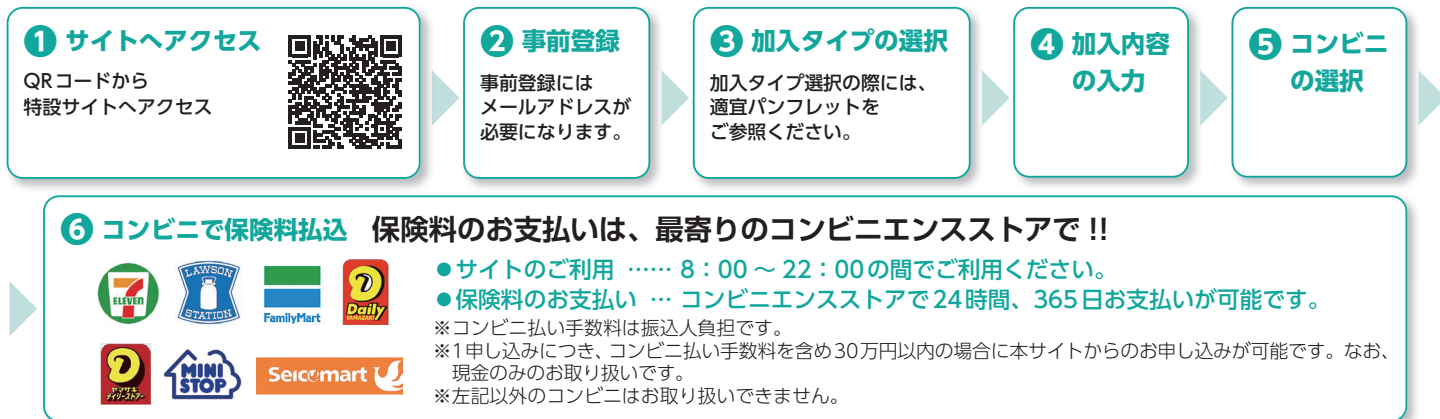 ❶ サイトへアクセス
QRコードから
特設サイトへアクセス
❷ 事前登録
事前登録には
メールアドレスが
必要になります。
❸ 加入タイプの選択
加入タイプ選択の際には、
適宜パンフレットを
ご参照ください。
❹ 加入内容
の入力
❺ コンビニ
の選択
❻ コンビニで保険料払込 保険料のお支払いは、最寄りのコンビニエンスストアで!!
7
ELEVEN
LAWSON
STATION
FamilyMart
Daily
YAMAZAKI
ヤマザキ
デイリーストアー
MINI
STOP
Seicomart
●サイトのご利用 …… 8：00 ～ 22：00の間でご利用ください。
●保険料のお支払い … コンビニエンスストアで24時間、365日お支払いが可能です。
※コンビニ払い手数料は振込人負担です。
※1申し込みにつき、コンビニ払い手数料を含め30万円以内の場合に本サイトからのお申し込みが可能です。なお、
現金のみのお取り扱いです。
※左記以外のコンビニはお取り扱いできません。